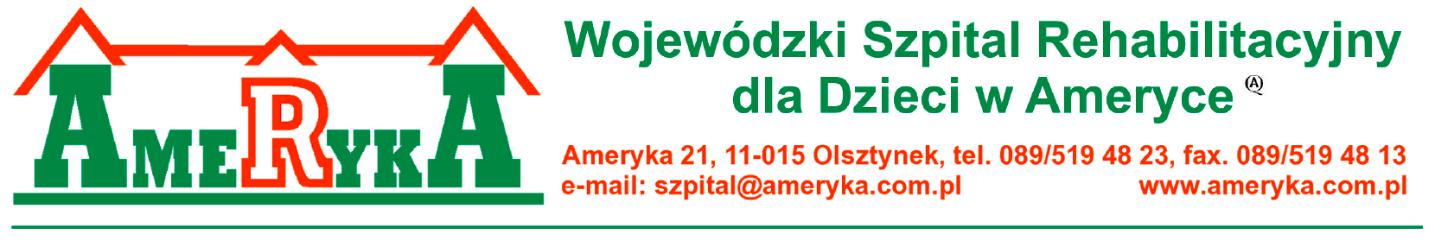 AMERYKA
Wojewódzki Szpital Rehabilitacyjny
dla Dzieci w Ameryce
Ameryka 21, 11-015 Olsztynek, tel. 089/519 48 23, fax. 089/519 48 13
e-mail: szpital@ameryka.com.pl www.ameryka.com.pl